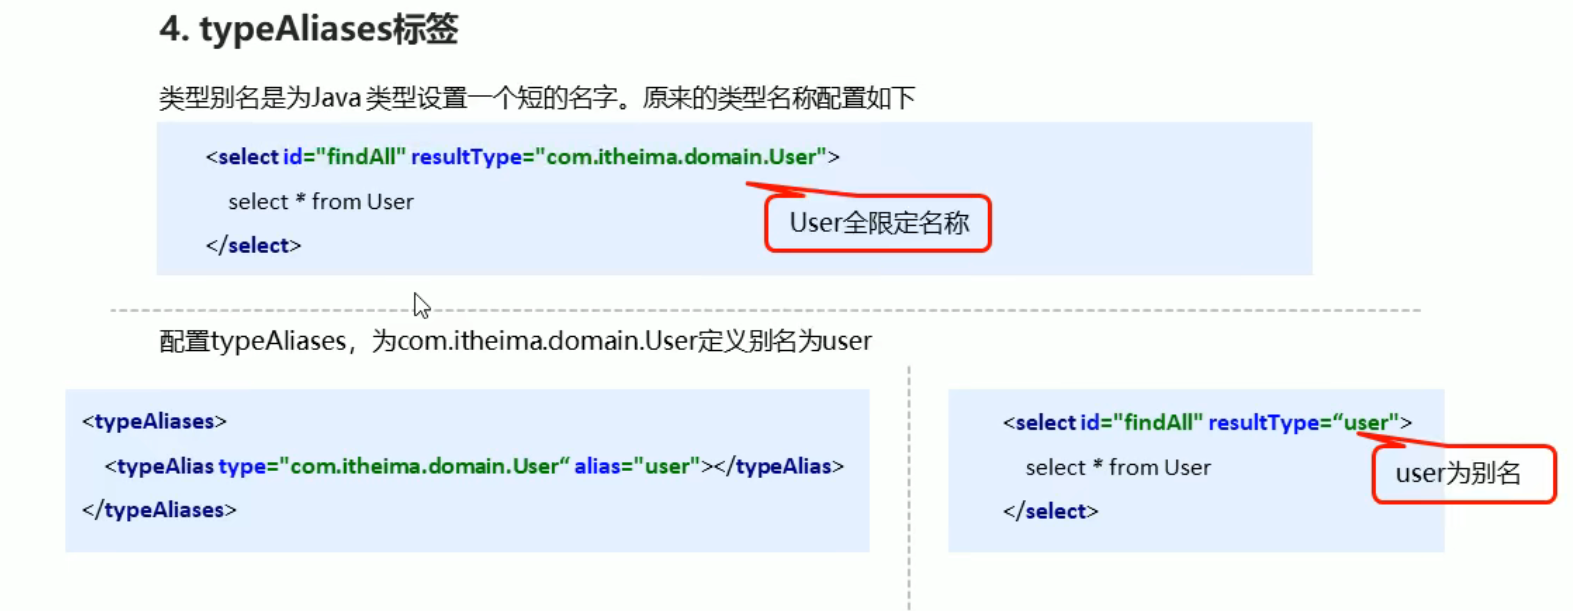 4. typeAliases标签
类型别名是为Java 类型设置一个短的名字。原来的类型名称配置如下
<select id="findAll" resultType="com.itheima.domain.User">
select * from User
</select>
User全限定名称
配置typeAliases，为com.itheima.domain.User定义别名为user
<typeAliases>
<typeAlias type="com.itheima.domain.User“ alias="user"></typeAlias>
</typeAliases>
<select id="findAll" resultType=“user">
select * from User
</select>
user为别名